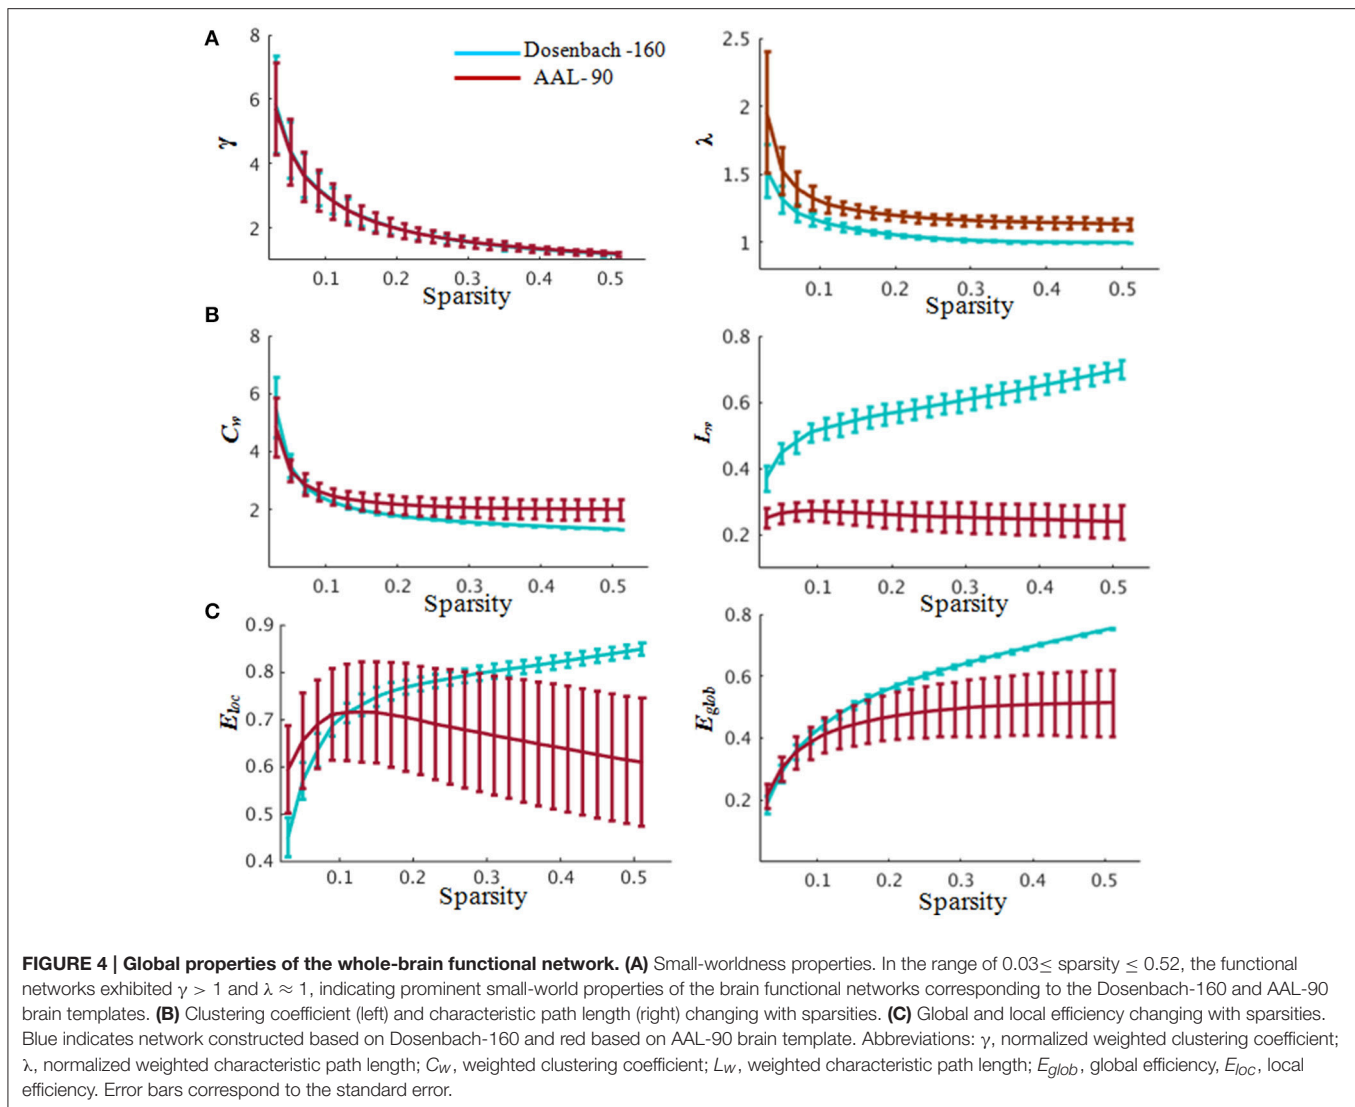 A
8
6
4
2
γ
0.1 0.2 0.3 0.4 0.5
Sparsity
Dosenbach -160
AAL- 90
2.5
2
1.5
1
λ
0.1 0.2 0.3 0.4 0.5
Sparsity
B
8
6
4
2
Cw
0.1 0.2 0.3 0.4 0.5
Sparsity
0.8
0.6
0.4
0.2
Lw
0.1 0.2 0.3 0.4 0.5
Sparsity
C
0.9
0.8
0.7
0.6
0.5
0.4
Eloc
0.1 0.2 0.3 0.4 0.5
Sparsity
0.8
0.6
0.4
0.2
Eglob
0.1 0.2 0.3 0.4 0.5
Sparsity
FIGURE 4 | Global properties of the whole-brain functional network. (A) Small-worldness properties. In the range of 0.03≤ sparsity ≤ 0.52, the functional
networks exhibited γ > 1 and λ ≈ 1, indicating prominent small-world properties of the brain functional networks corresponding to the Dosenbach-160 and AAL-90
brain templates. (B) Clustering coefficient (left) and characteristic path length (right) changing with sparsities. (C) Global and local efficiency changing with sparsities.
Blue indicates network constructed based on Dosenbach-160 and red based on AAL-90 brain template. Abbreviations: γ, normalized weighted clustering coefficient;
λ, normalized weighted characteristic path length; CW, weighted clustering coefficient; LW, weighted characteristic path length; Eglob, global efficiency, Eloc, local
efficiency. Error bars correspond to the standard error.